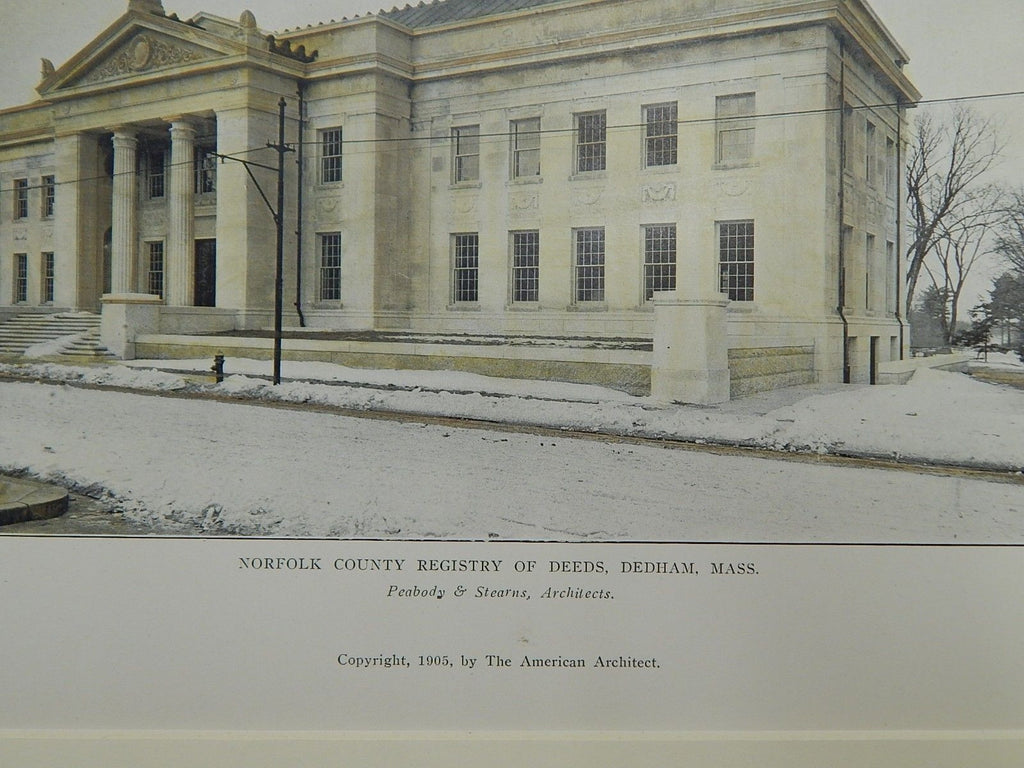 NORFOLK COUNTY REGISTRY OF DEEDS, DEDHAM, MASS.
Peabody & Stearns, Architects.
Copyright, 1905, by The American Architect.